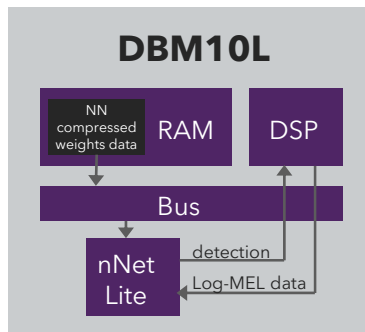 DBM10L
NN
compressed
weights data
RAM
DSP
Bus
nNet
Lite
detection
Log-MEL data